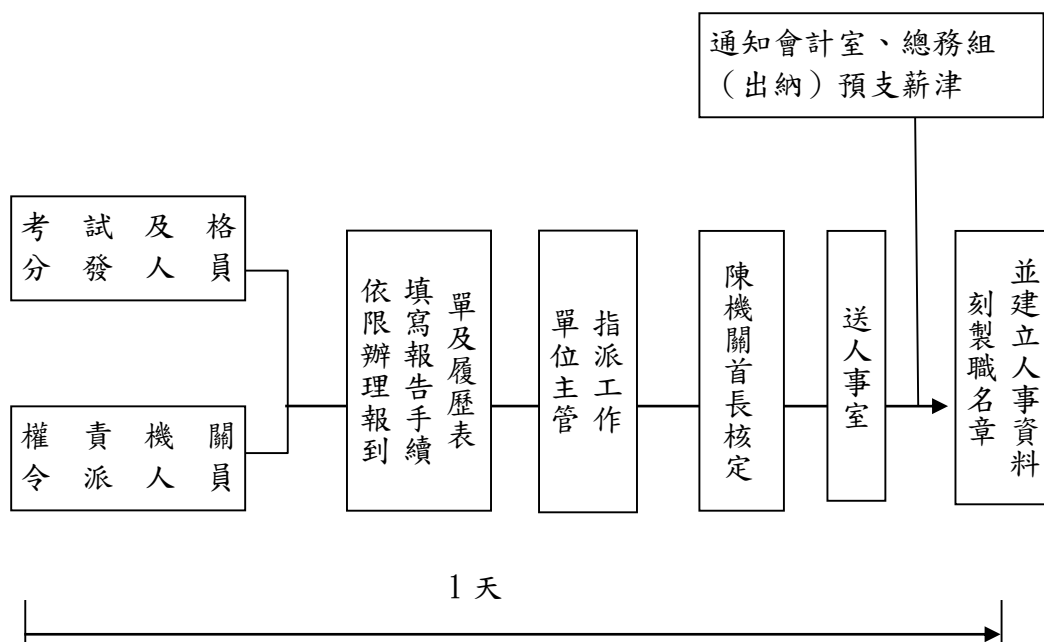 通知會計室、總務組
（出納）預支薪津
考試及格
分發人員
權責機關
令派人員
依限辦理報到
填寫報告手續
單及履歷表
單位主管
指派工作
陳機關首長核定
送人事室
刻製職名章
並建立人事資料
1 天